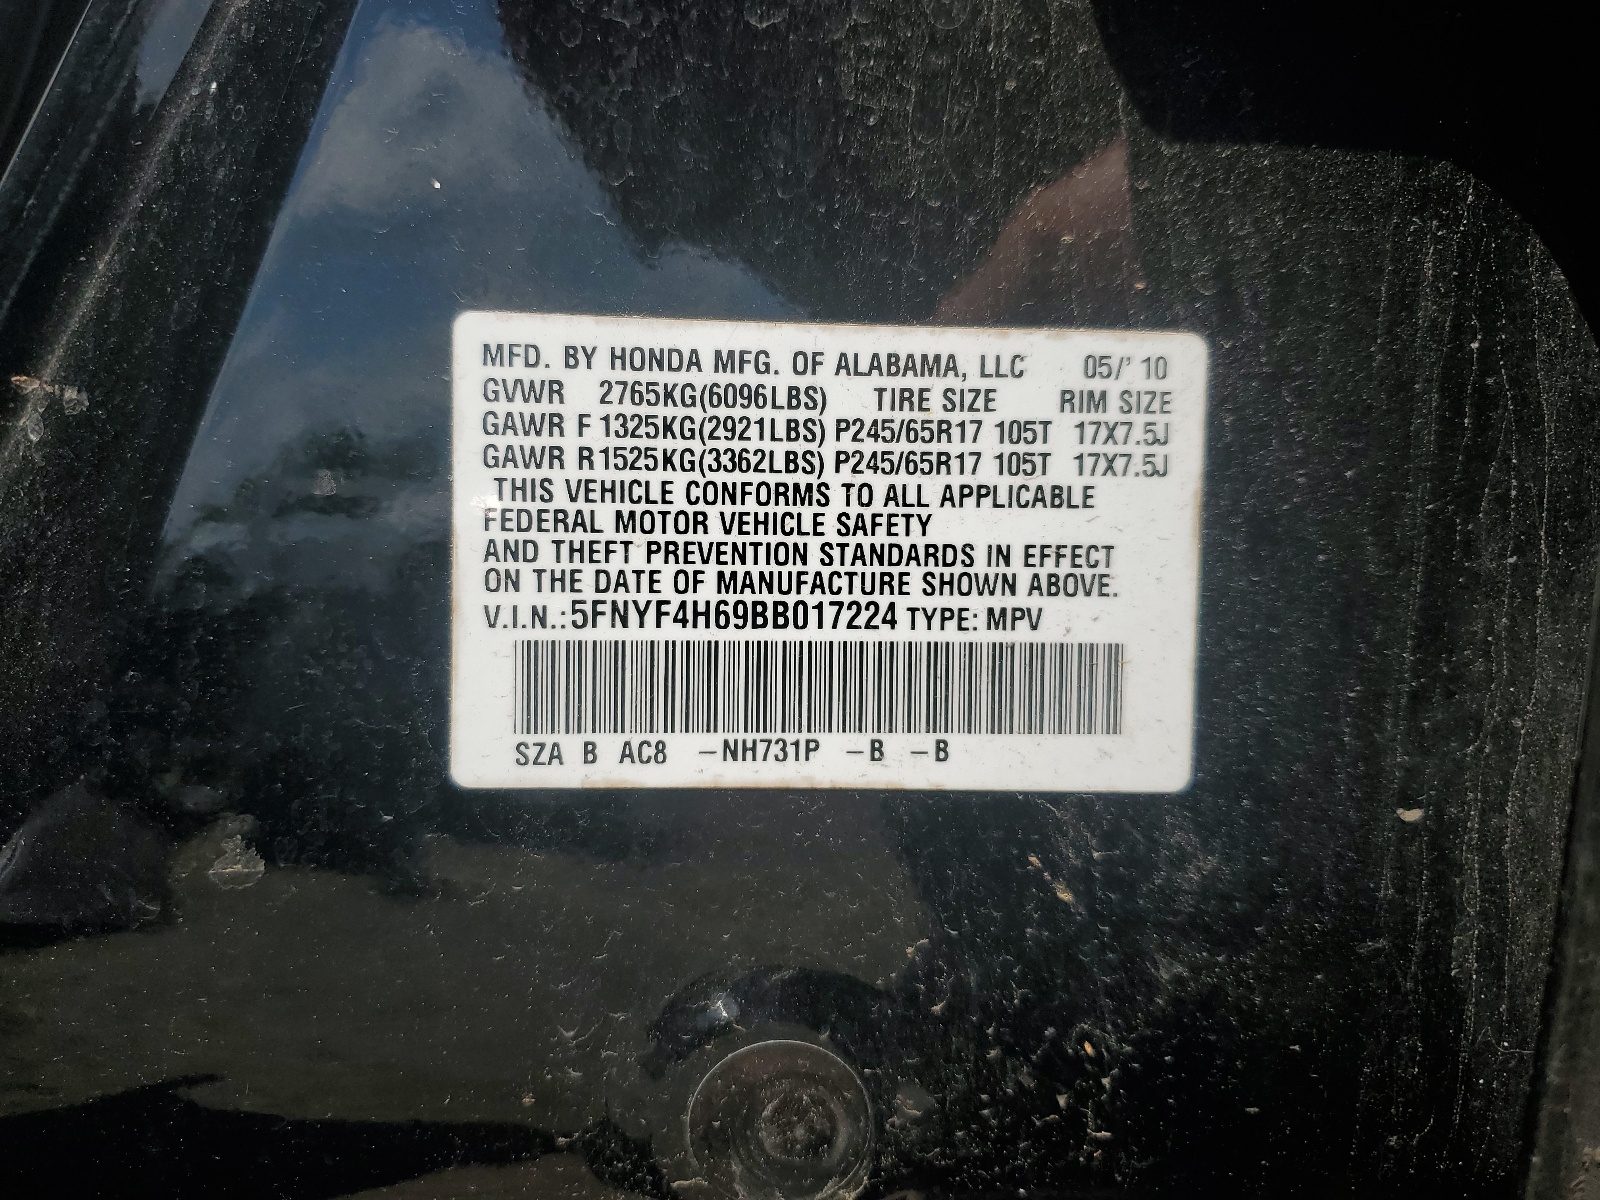 MFD. BY HONDA MFG. OF ALABAMA, LLC 05/' 10
GVWR 2765KG(6096LBS) TIRE SIZE RIM SIZE
GAWR F 1325KG(2921LBS) P245/65R17 105T 17X7.5J
GAWR R1525KG(3362LBS) P245/65R17 105T 17X7.5J
THIS VEHICLE CONFORMS TO ALL APPLICABLE
FEDERAL MOTOR VEHICLE SAFETY
AND THEFT PREVENTION STANDARDS IN EFFECT
ON THE DATE OF MANUFACTURE SHOWN ABOVE.
V.I.N.:5FNYF4H69BB017224 TYPE: MPV
SZA B AC8 -NH731P -B -B